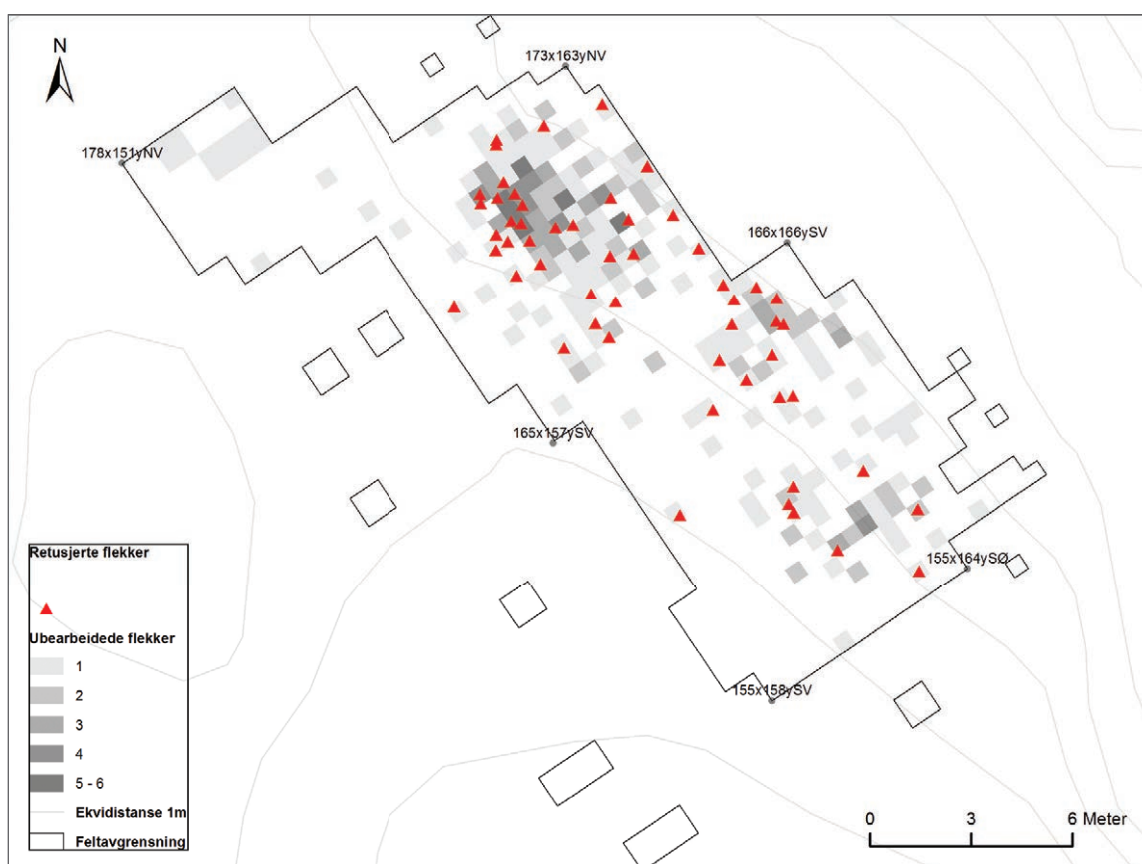 N
173x163yNV
178x151yNV
166x166ySV
165x157ySV
155x164ySØ
155x158ySV
Retusjerte flekker
Ubearbeidede flekker
1
2
3
4
5 - 6
Ekvidistanse 1m
Feltavgrensning
0 3 6 Meter